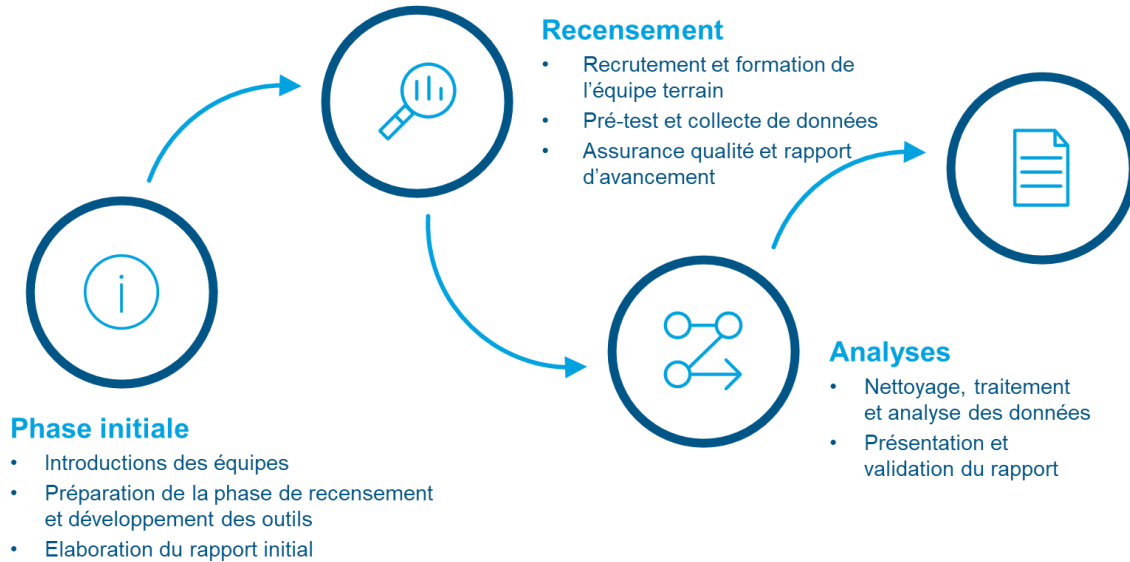 Recensement
• Recrutement et formation de
l'équipe terrain
• Pré-test et collecte de données
• Assurance qualité et rapport
d'avancement
Analyses
• Nettoyage, traitement
et analyse des données
• Présentation et
validation du rapport
Phase initiale
• Introductions des équipes
• Préparation de la phase de recensement
et développement des outils
• Elaboration du rapport initial